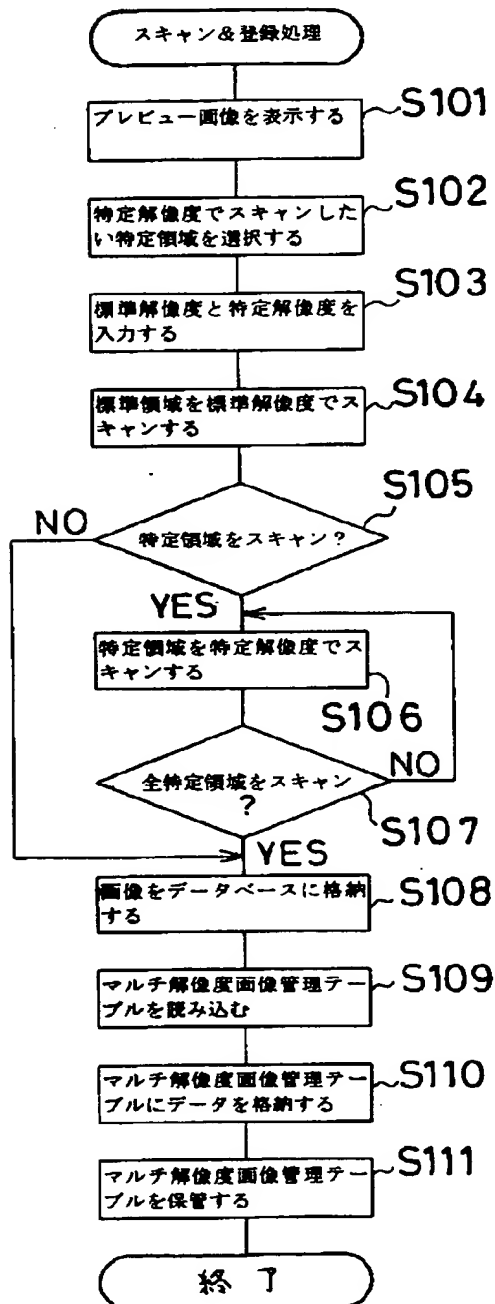 スキャン&登録処理
プレビュー画像を表示する
S101
特定解像度でスキャンした
い特定領域を選択する
S102
標準解像度と特定解像度を
入力する
S103
標準領域を標準解像度でス
キャンする
S104
特定領域をスキャン?
S105
NO
YES
特定領域を特定解像度でス
キャンする
S106
全特定領域をスキャン
?
NO
S107
YES
画像をデータベースに格納
する
S108
マルチ解像度画像管理テー
ブルを読み込む
S109
マルチ解像度画像管理テー
ブルにデータを格納する
S110
マルチ解像度画像管理テー
ブルを保管する
S111
終了